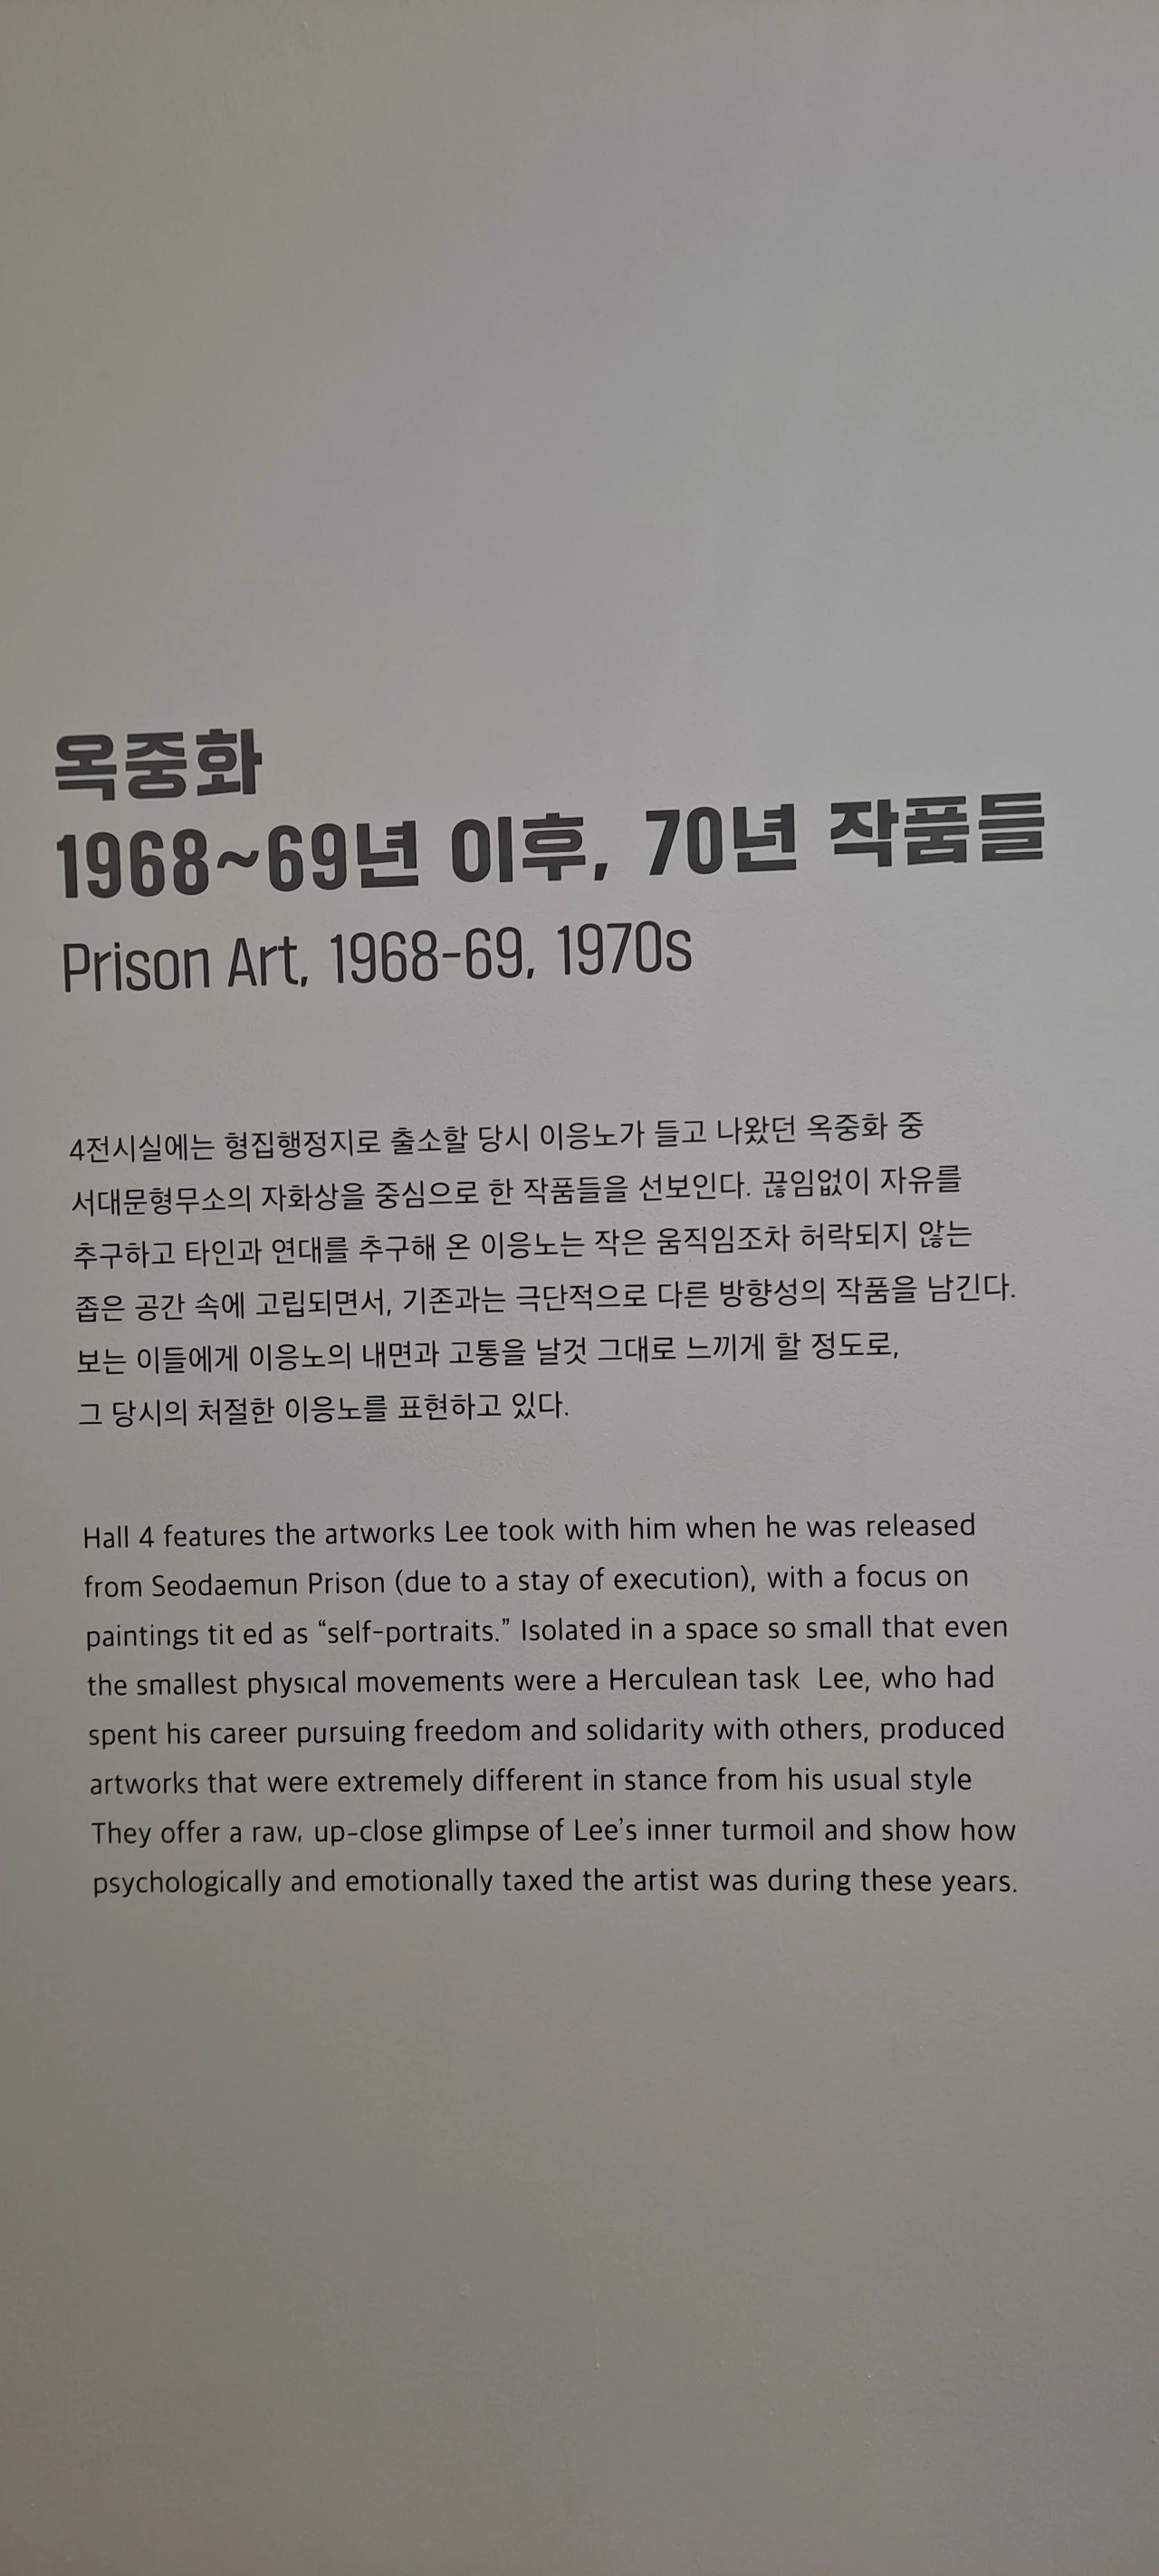 옥중화
1968~69년 이후, 70년 작품들
Prison Art, 1968-69, 1970s
4전시실에는 형집행정지로 출소할 당시 이응노가 들고 나왔던 옥중화 중
서대문형무소의 자화상을 중심으로 한 작품들을 선보인다. 끊임없이 자유를
추구하고 타인과 연대를 추구해 온 이응노는 작은 움직임조차 허락되지 않는
좁은 공간 속에 고립되면서, 기존과는 극단적으로 다른 방향성의 작품을 남긴다.
보는 이들에게 이응노의 내면과 고통을 날것 그대로 느끼게 할 정도로,
그 당시의 처절한 이응노를 표현하고 있다.
Hall 4 features the artworks Lee took with him when he was released
from Seodaemun Prison (due to a stay of execution), with a focus on
paintings tit ed as “self-portraits.” Isolated in a space so small that even
the smallest physıcal movements were a Herculean task  Lee, who had
spent his career pursuing freedom and solidarity with others, produced
artworks that were extremely different in stance from his usual style
They offer a raw, up-close glimpse of Lee’s inner turmoil and show how
psychologically and emotionally taxed the artist was during these years.